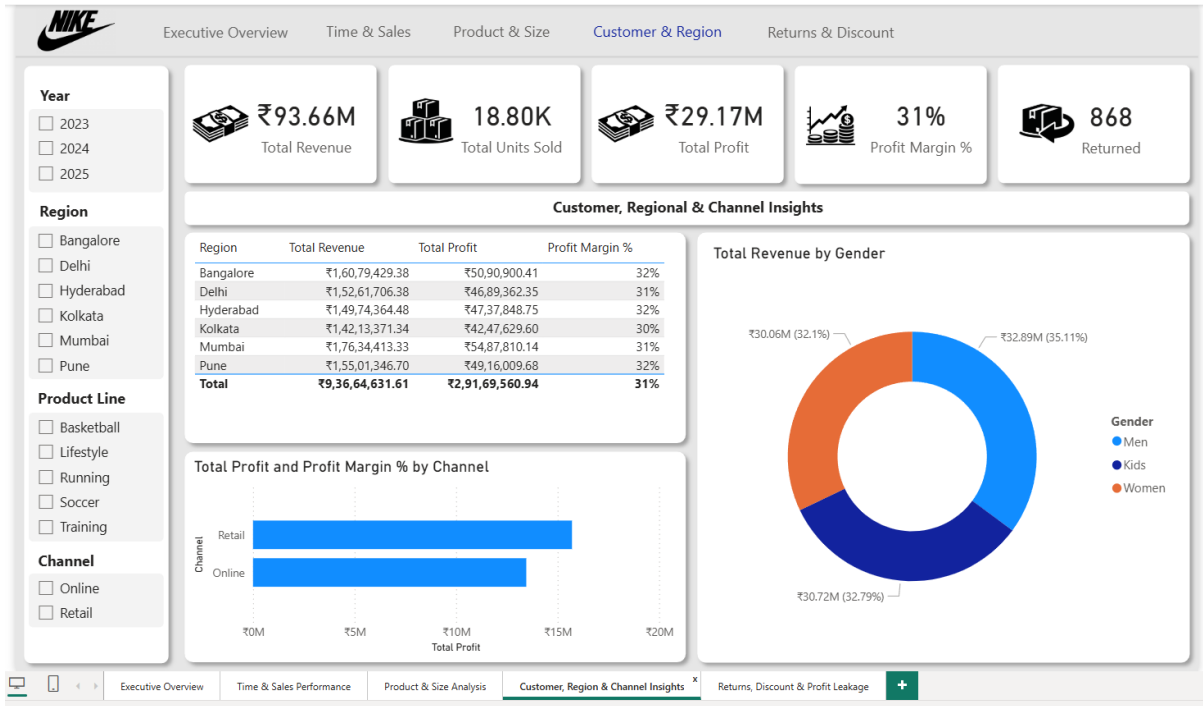 NIKE
Executive Overview
Time & Sales
Product & Size
Customer & Region
Returns & Discount
Year
2023
2024
2025
Region
Bangalore
Delhi
Hyderabad
Kolkata
Mumbai
Pune
Product Line
Basketball
Lifestyle
Running
Soccer
Training
Channel
Online
Retail
₹93.66M
Total Revenue
18.80K
Total Units Sold
₹29.17M
Total Profit
31%
Profit Margin %
868
Returned
Customer, Regional & Channel Insights
Region Total Revenue Total Profit Profit Margin %
Bangalore ₹1,60,79,429.38 ₹50,90,900.41 32%
Delhi ₹1,52,61,706.38 ₹46,89,362.35 31%
Hyderabad ₹1,49,74,364.48 ₹47,37,848.75 32%
Kolkata ₹1,42,13,371.34 ₹42,47,629.60 30%
Mumbai ₹1,76,34,413.33 ₹54,87,810.14 31%
Pune ₹1,55,01,346.70 ₹49,16,009.68 32%
Total ₹9,36,64,631.61 ₹2,91,69,560.94 31%
Total Profit and Profit Margin % by Channel
Channel
Retail
Online
₹0M ₹5M ₹10M ₹15M ₹20M
Total Profit
Total Revenue by Gender
₹30.06M (32.1%)
₹32.89M (35.11%)
₹30.72M (32.79%)
Gender
Men
Kids
Women
Executive Overview
Time & Sales Performance
Product & Size Analysis
Customer, Region & Channel Insights
x
Returns, Discount & Profit Leakage
+